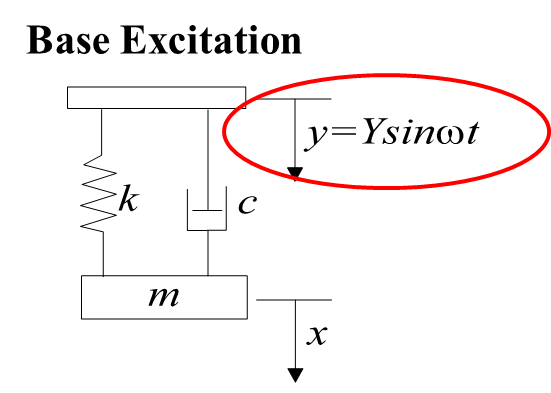 Base Excitation
y=Ysinωt
k
c
m
x